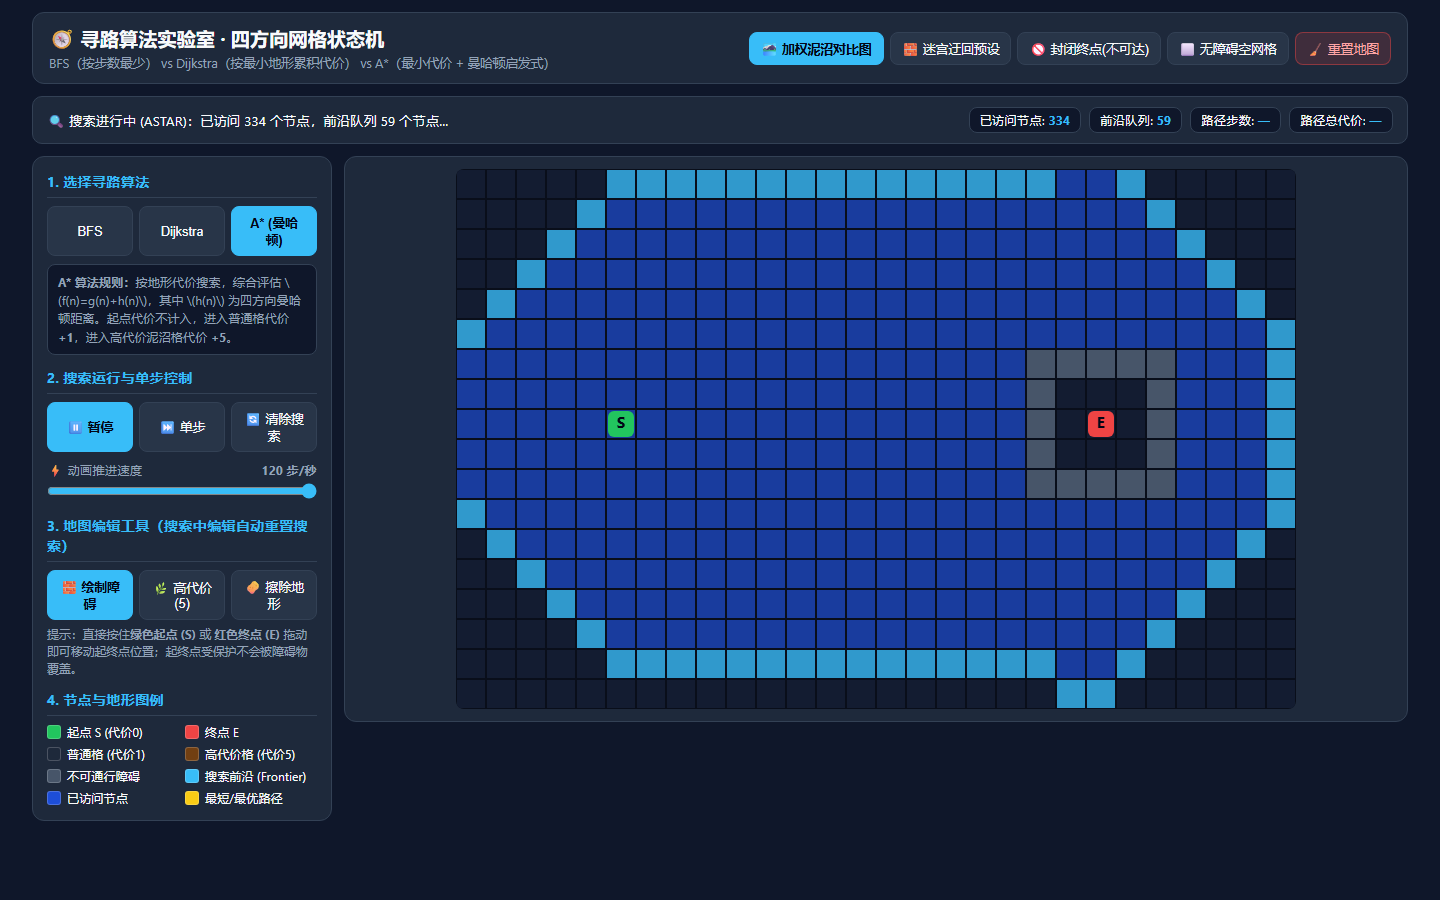 🧭 寻路算法实验室 · 四方向网格状态机
BFS（按步数最少） vs Dijkstra（按最小地形累积代价） vs A*（最小代价 + 曼哈顿启发式）
加权泥沼对比图
🧱 迷宫迂回预设
🚫 封闭终点(不可达)
⬜ 无障碍空网格
🧹 重置地图
🔍 搜索进行中 (ASTAR)：已访问 334 个节点，前沿队列 59 个节点...
已访问节点: 334
前沿队列: 59
路径步数: —
路径总代价: —
1. 选择寻路算法
BFS
Dijkstra
A* (曼哈
顿)
A* 算法规则：按地形代价搜索，综合评估 \
(f(n)=g(n)+h(n)\)，其中 \(h(n)\) 为四方向曼哈
顿距离。起点代价不计入，进入普通格代价
+1，进入高代价泥沼格代价 +5。
2. 搜索运行与单步控制
⏸ 暂停
⏭ 单步
🔄 清除搜
索
⚡ 动画推进速度
120 步/秒
3. 地图编辑工具（搜索中编辑自动重置搜
索）
🧱 绘制障
碍
🌿 高代价
(5)
🧽 擦除地
形
提示：直接按住绿色起点 (S) 或 红色终点 (E) 拖动
即可移动起终点位置；起终点受保护不会被障碍物
覆盖。
4. 节点与地形图例
起点 S (代价0)
终点 E
普通格 (代价1)
高代价格 (代价5)
不可通行障碍
搜索前沿 (Frontier)
已访问节点
最短/最优路径
S
E